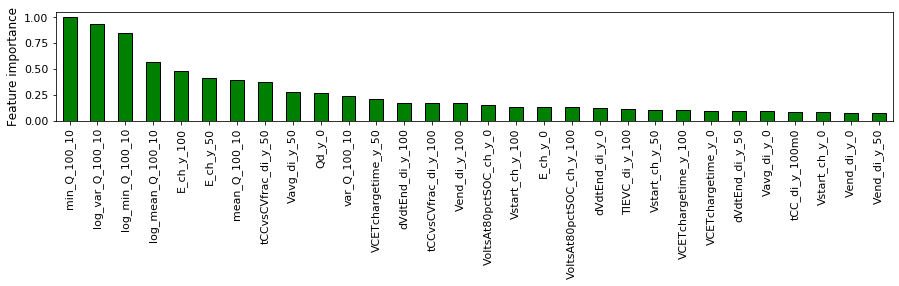 Feature importance
1.00
0.75
0.50
0.25
0.00
min_Q_100_10
log_var_Q_100_10
log_min_Q_100_10
log_mean_Q_100_10
E_ch_y_100
E_ch_y_50
mean_Q_100_10
tCCvsCVfrac_di_y_50
Vavg_di_y_50
Qd_y_0
var_Q_100_10
VCETchargetime_y_50
dVdtEnd_di_y_100
tCCvsCVfrac_di_y_100
Vend_di_y_100
VoltsAt80pctSOC_ch_y_0
Vstart_ch_y_100
E_ch_y_0
VoltsAt80pctSOC_ch_y_100
dVdtEnd_di_y_0
TIEVC_di_y_100
Vstart_ch_y_50
VCETchargetime_y_100
VCETchargetime_y_0
dVdtEnd_di_y_50
Vavg_di_y_0
tCC_di_y_100m0
Vstart_ch_y_0
Vend_di_y_0
Vend_di_y_50